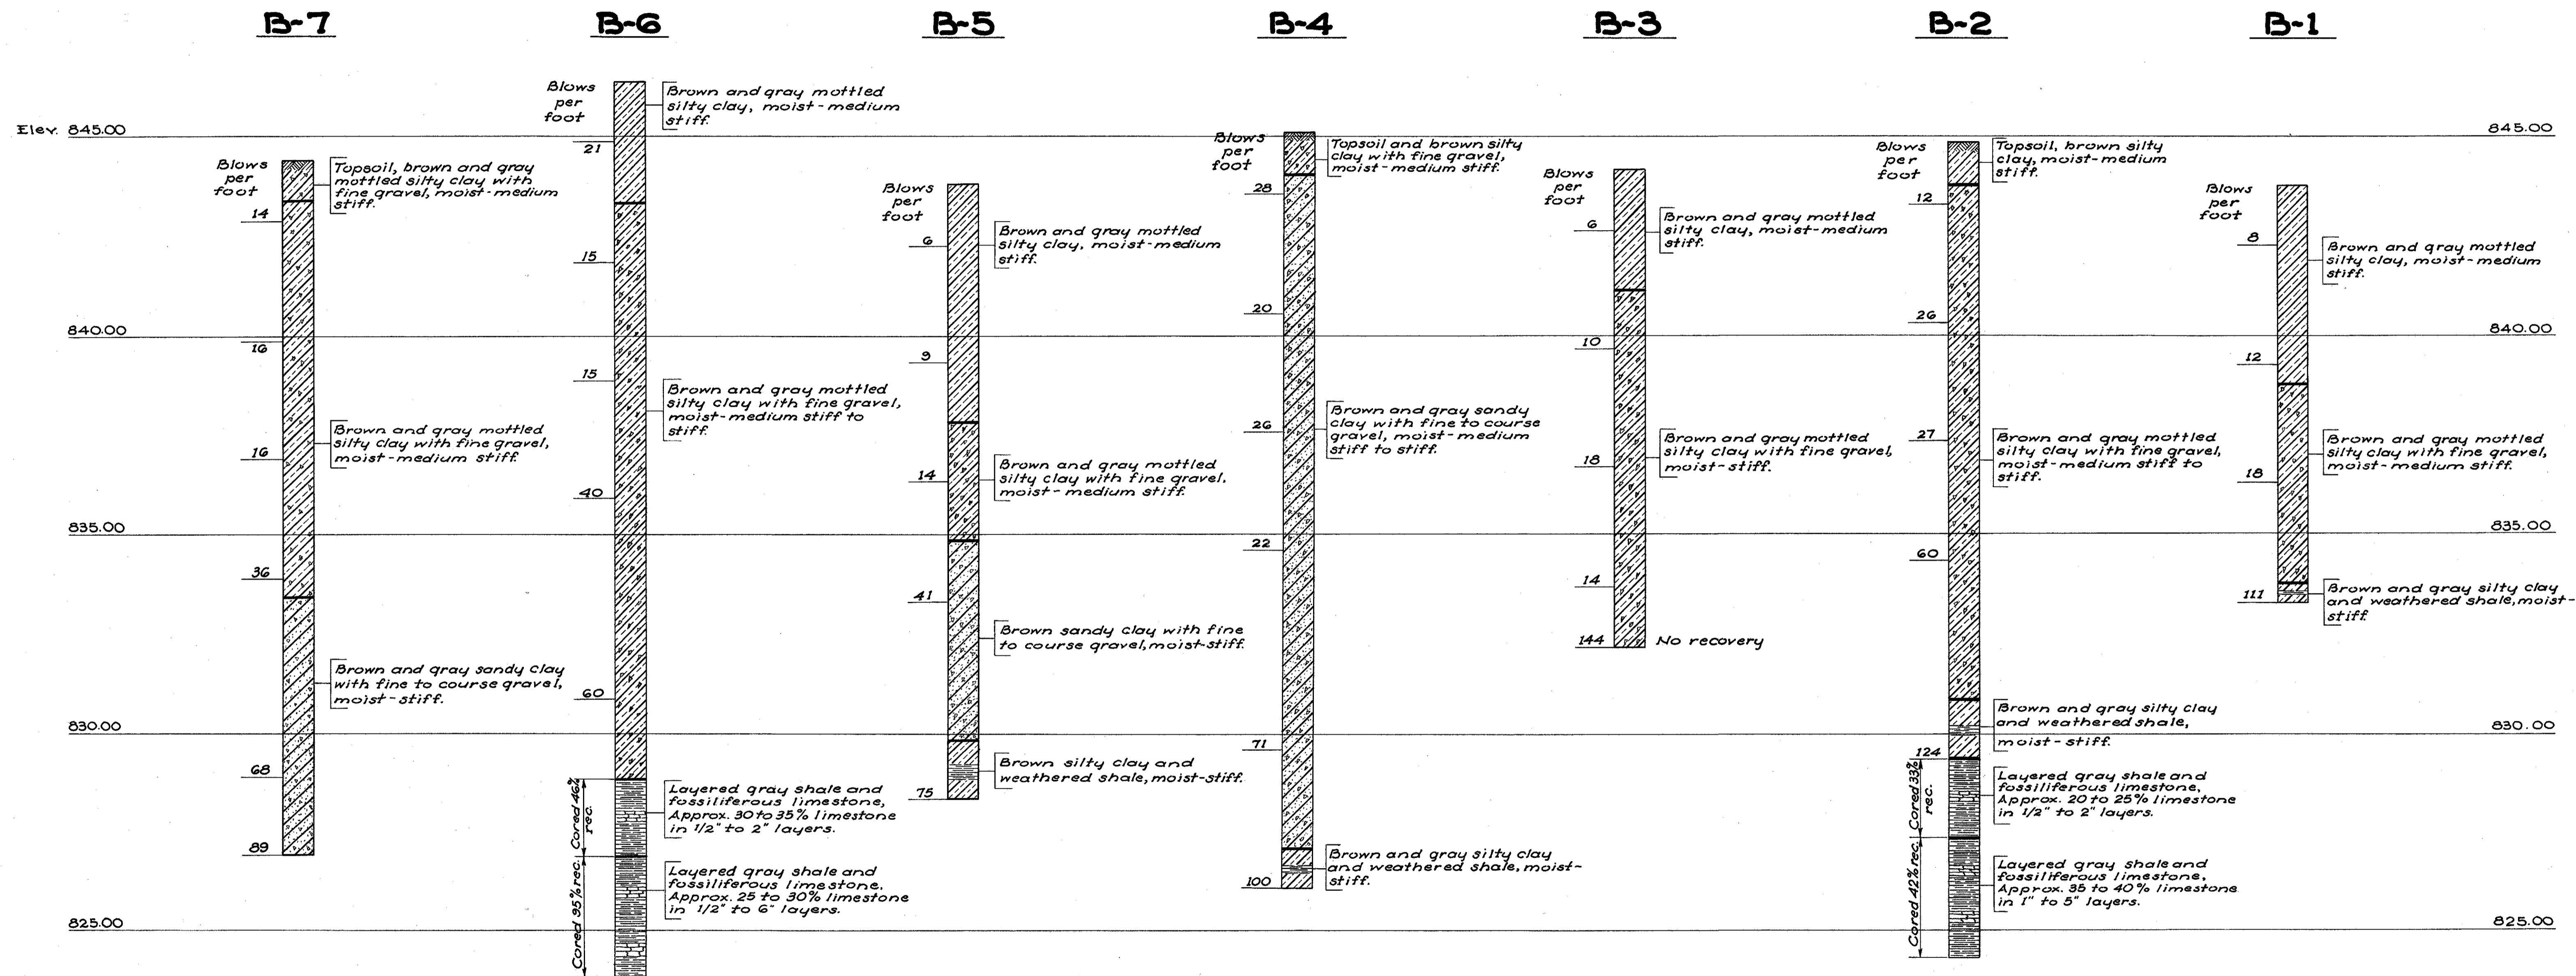 B-7 B-6 B-5 B-4 B-3 B-2 B-1
Elev. 845.00
845.00
840.00
840.00
835.00
835.00
830.00
830.00
825.00
825.00
Blows
per
foot
14
16
16
36
68
89
Topsoil, brown and gray
mottled silty clay with
fine gravel, moist-medium
stiff.
Brown and gray mottled
silty clay with fine gravel,
moist-medium stiff.
Brown and gray sandy clay
with fine to course gravel,
moist-stiff.
Blows
per
foot
21
15
15
40
60
Cored 46%
rec.
Cored 95% rec.
Brown and gray mottled
silty clay, moist-medium
stiff.
Brown and gray mottled
silty clay with fine gravel,
moist-medium stiff to
stiff.
Layered gray shale and
fossiliferous limestone,
Approx. 30 to 35% limestone
in 1/2" to 2" layers.
Layered gray shale and
fossiliferous limestone.
Approx. 25 to 30% limestone
in 1/2" to 6" layers.
Blows
per
foot
6
9
14
41
75
Brown and gray mottled
silty clay, moist-medium
stiff.
Brown and gray mottled
silty clay with fine gravel.
moist-medium stiff.
Brown sandy clay with fine
to course gravel, moist-stiff.
Brown silty clay and
weathered shale, moist-stiff.
Blows
per
foot
28
20
26
22
71
100
Topsoil and brown silty
clay with fine gravel,
moist-medium stiff.
Brown and gray sandy
clay with fine to course
gravel, moist-medium
stiff to stiff.
Brown and gray silty clay
and weathered shale, moist-
stiff.
Blows
per
foot
6
10
18
14
144
Brown and gray mottled
silty clay, moist-medium
stiff.
Brown and gray mottled
silty clay with fine gravel,
moist-stiff.
No recovery
Blows
per
foot
12
26
27
60
124
Cored 33%
rec.
Cored 42% rec.
Topsoil, brown silty
clay, moist-medium
stiff.
Brown and gray mottled
silty clay with fine gravel,
moist-medium stiff to
stiff.
Brown and gray silty clay
and weathered shale,
moist-stiff.
Layered gray shale and
fossiliferous limestone,
Approx. 20 to 25% limestone
in 1/2" to 2" layers.
Layered gray shale and
fossiliferous limestone,
Approx. 35 to 40% limestone
in 1" to 5" layers.
Blows
per
foot
8
12
18
111
Brown and gray mottled
silty clay, moist-medium
stiff.
Brown and gray mottled
silty clay with fine gravel,
moist-medium stiff.
Brown and gray silty clay
and weathered shale, moist-
stiff.